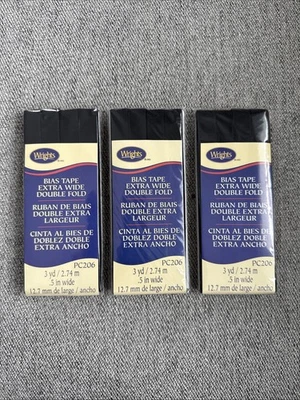 Wrights
BIAS TAPE
EXTRA WIDE
DOUBLE FOLD
RUBAN DE BIAIS
DOUBLE EXTRA
LARGEUR
CINTA AL BIES DE
DOBLEZ DOBLE
EXTRA ANCHO
PC206
3 yd / 2.74 m
.5 in wide
12.7 mm de large / ancho
Wrights
BIAS TAPE
EXTRA WIDE
DOUBLE FOLD
RUBAN DE BIAIS
DOUBLE EXTRA
LARGEUR
CINTA AL BIES DE
DOBLEZ DOBLE
EXTRA ANCHO
PC206
3 yd / 2.74 m
.5 in wide
12.7 mm de large / ancho
Wrights
BIAS TAPE
EXTRA WIDE
DOUBLE FOLD
RUBAN DE BIAIS
DOUBLE EXTRA
LARGEUR
CINTA AL BIES DE
DOBLEZ DOBLE
EXTRA ANCHO
PC206
3 yd / 2.74 m
.5 in wide
12.7 mm de large / ancho